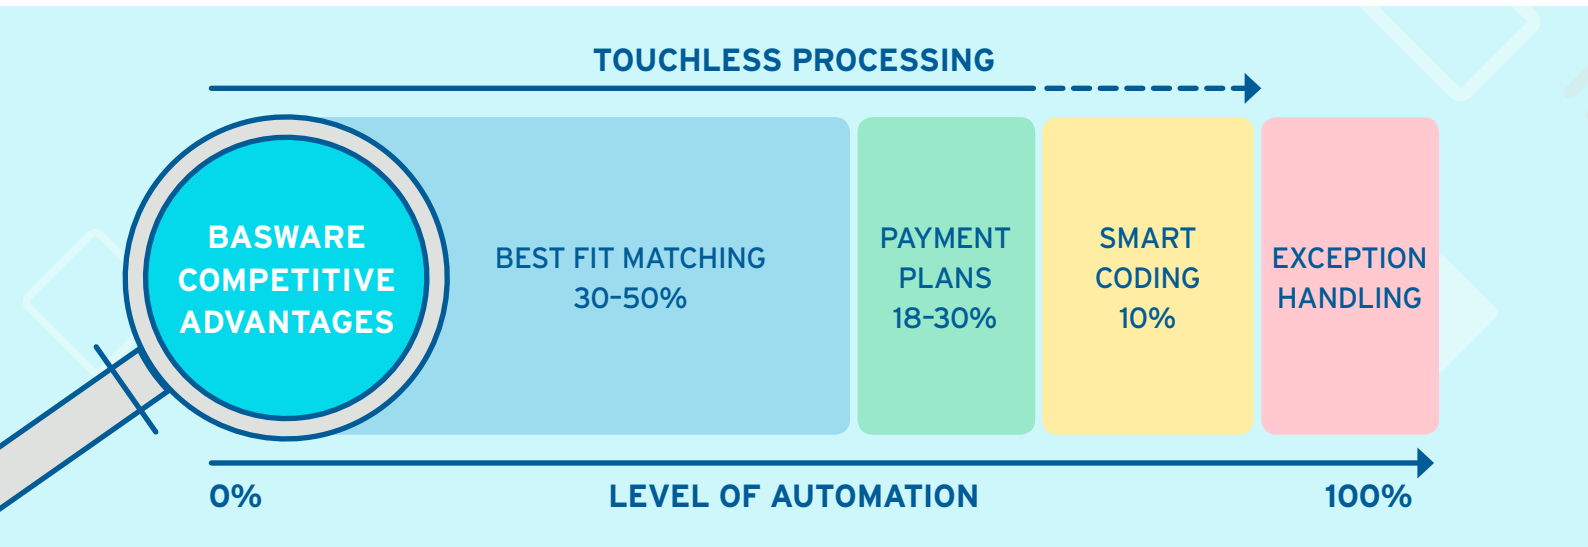 TOUCHLESS PROCESSING
BASWARE
COMPETITIVE
ADVANTAGES
BEST FIT MATCHING
30–50%
PAYMENT
PLANS
18–30%
SMART
CODING
10%
EXCEPTION
HANDLING
0%
LEVEL OF AUTOMATION
100%